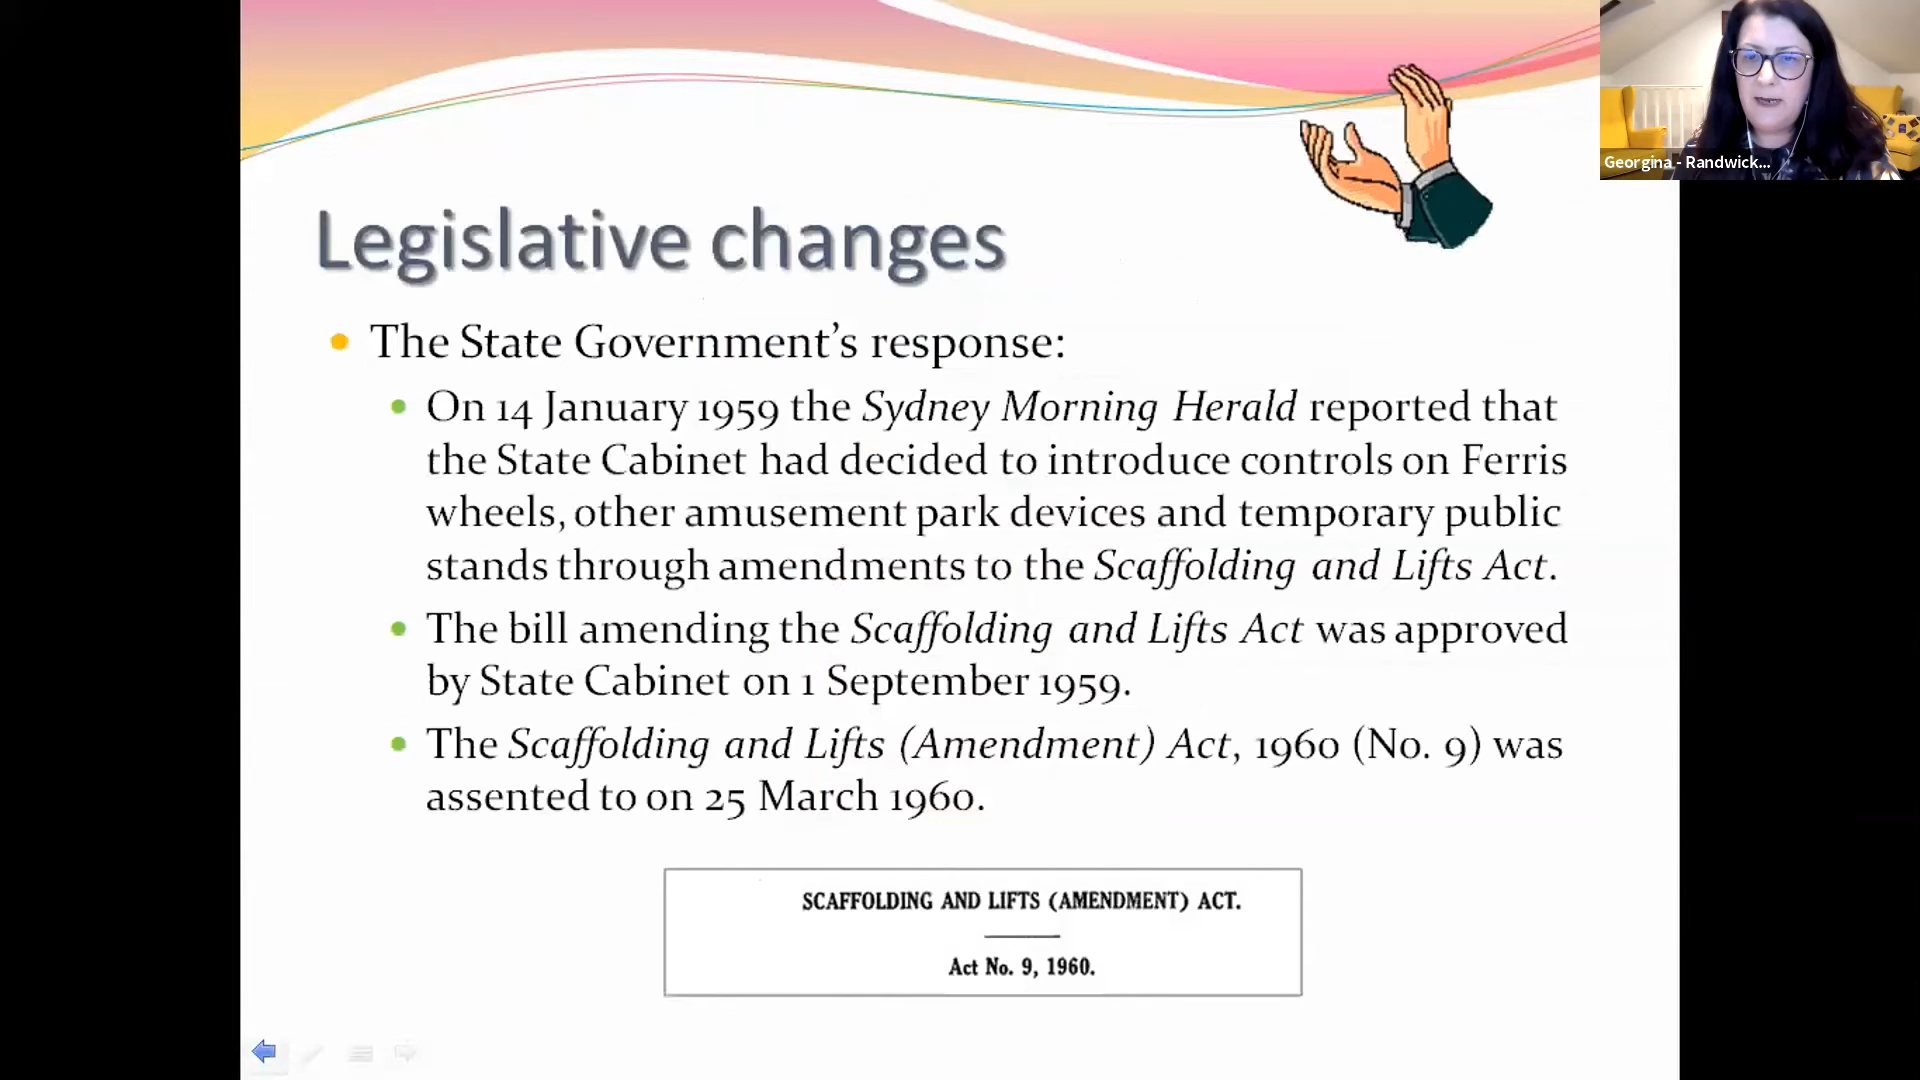 Georgina - Randwick...
Legislative changes
The State Government's response:
On 14 January 1959 the Sydney Morning Herald reported that
the State Cabinet had decided to introduce controls on Ferris
wheels, other amusement park devices and temporary public
stands through amendments to the Scaffolding and Lifts Act.
The bill amending the Scaffolding and Lifts Act was approved
by State Cabinet on 1 September 1959.
The Scaffolding and Lifts (Amendment) Act, 1960 (No. 9) was
assented to on 25 March 1960.
SCAFFOLDING AND LIFTS (AMENDMENT) ACT.
Act No. 9, 1960.